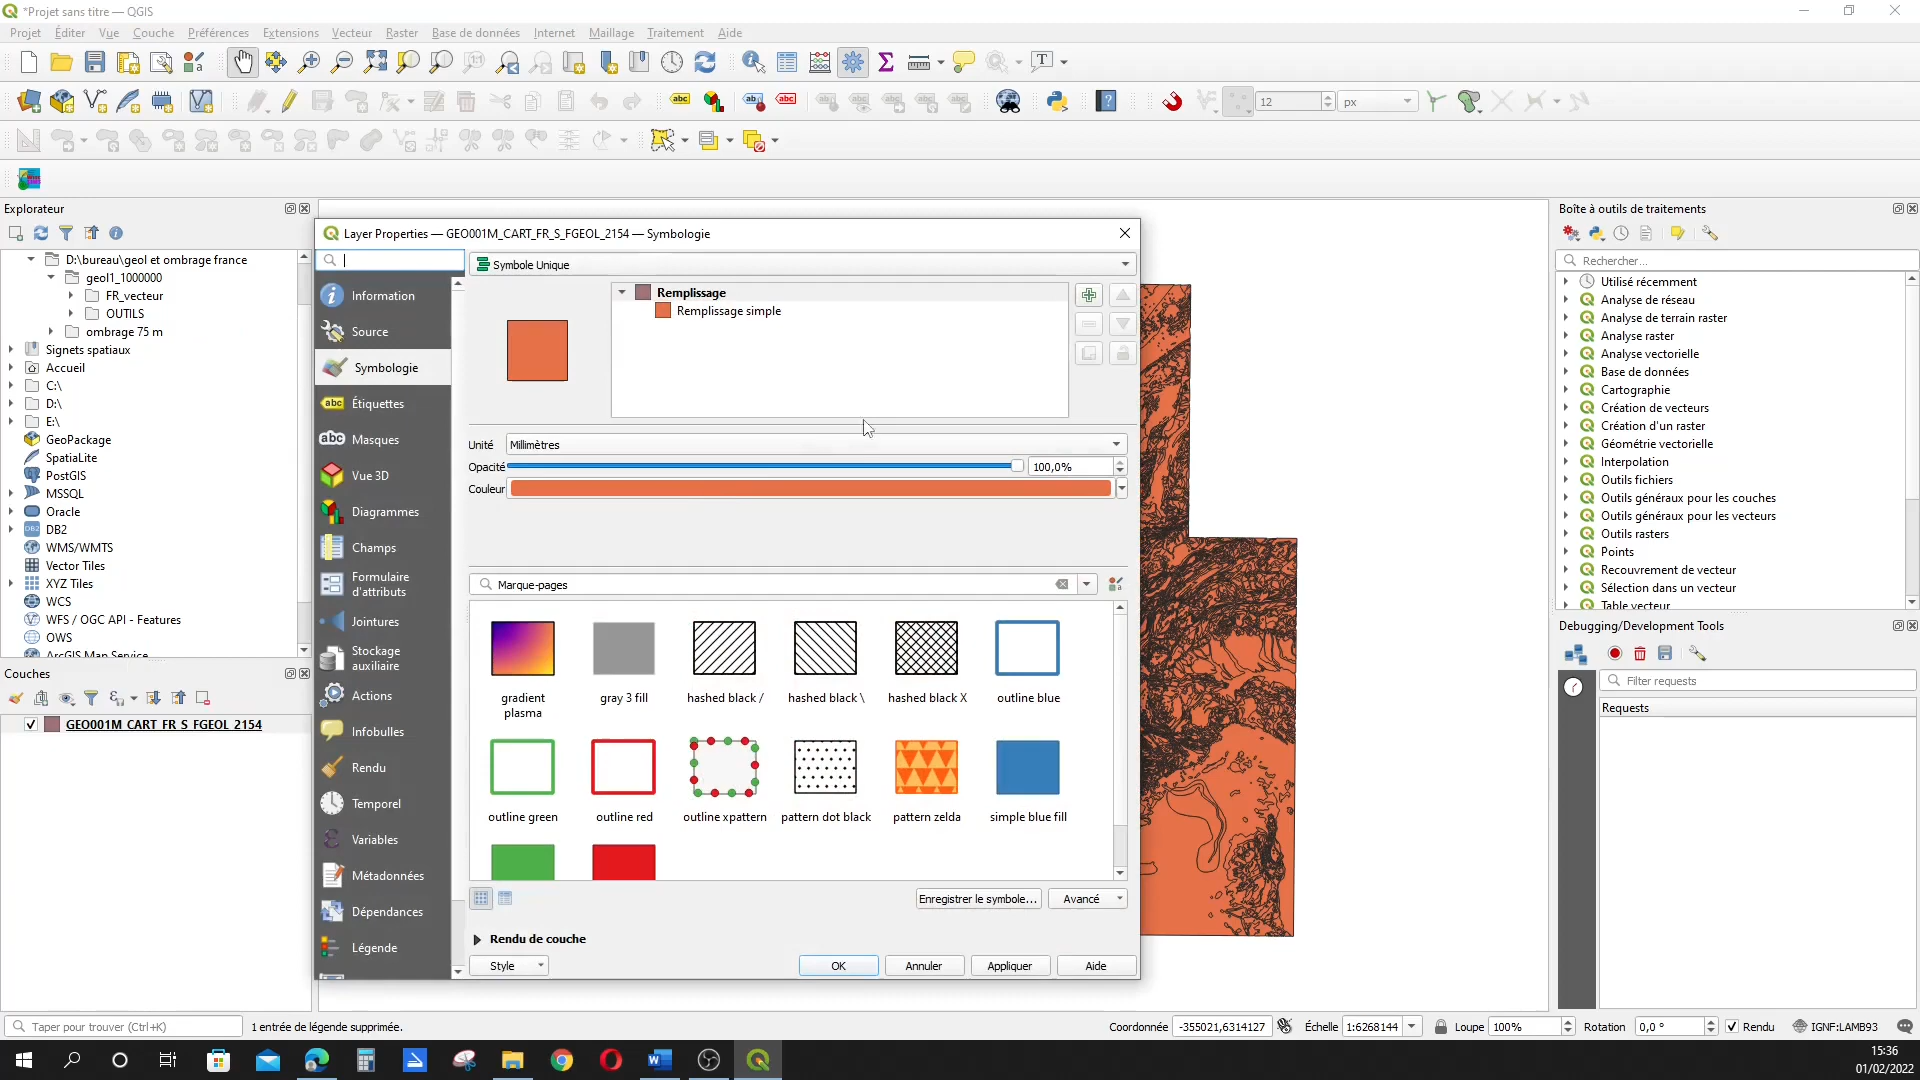 *Projet sans titre — QGIS
Projet Éditer Vue Couche Préférences Extensions Vecteur Raster Base de données Internet Maillage Traitement Aide
12 px
Explorateur
D:\bureau\geol et ombrage france
geol1_1000000
FR_vecteur
OUTILS
ombrage 75 m
Signets spatiaux
Accueil
C:\
D:\
E:\
GeoPackage
SpatiaLite
PostGIS
MSSQL
Oracle
DB2
WMS/WMTS
Vector Tiles
XYZ Tiles
WCS
WFS / OGC API - Features
OWS
ArcGIS Map Service
Couches
GEO001M_CART_FR_S_FGEOL_2154
Layer Properties — GEO001M_CART_FR_S_FGEOL_2154 — Symbologie
Information
Source
Symbologie
Étiquettes
Masques
Vue 3D
Diagrammes
Champs
Formulaire
d'attributs
Jointures
Stockage
auxiliaire
Actions
Infobulles
Rendu
Temporel
Variables
Métadonnées
Dépendances
Légende
Symbole Unique
Remplissage
Remplissage simple
Unité Millimètres
Opacité 100,0%
Couleur
Marque-pages
gradient
plasma
gray 3 fill
hashed black /
hashed black \
hashed black X
outline blue
outline green
outline red
outline xpattern
pattern dot black
pattern zelda
simple blue fill
Enregistrer le symbole… Avancé
Rendu de couche
Style OK Annuler Appliquer Aide
Boîte à outils de traitements
Rechercher…
Utilisé récemment
Analyse de réseau
Analyse de terrain raster
Analyse raster
Analyse vectorielle
Base de données
Cartographie
Création de vecteurs
Création d'un raster
Géométrie vectorielle
Interpolation
Outils fichiers
Outils généraux pour les couches
Outils généraux pour les vecteurs
Outils rasters
Points
Recouvrement de vecteur
Sélection dans un vecteur
Table vecteur
Debugging/Development Tools
Filter requests
Requests
Taper pour trouver (Ctrl+K) 1 entrée de légende supprimée. Coordonnée -355021,6314127 Échelle 1:6268144 Loupe 100% Rotation 0,0 ° Rendu IGNF:LAMB93
15:36
01/02/2022